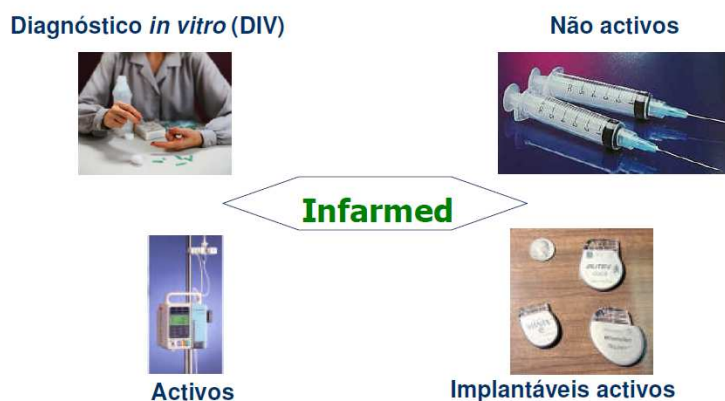 Diagnóstico in vitro (DIV)
Não activos
Infarmed
Activos
Implantáveis activos